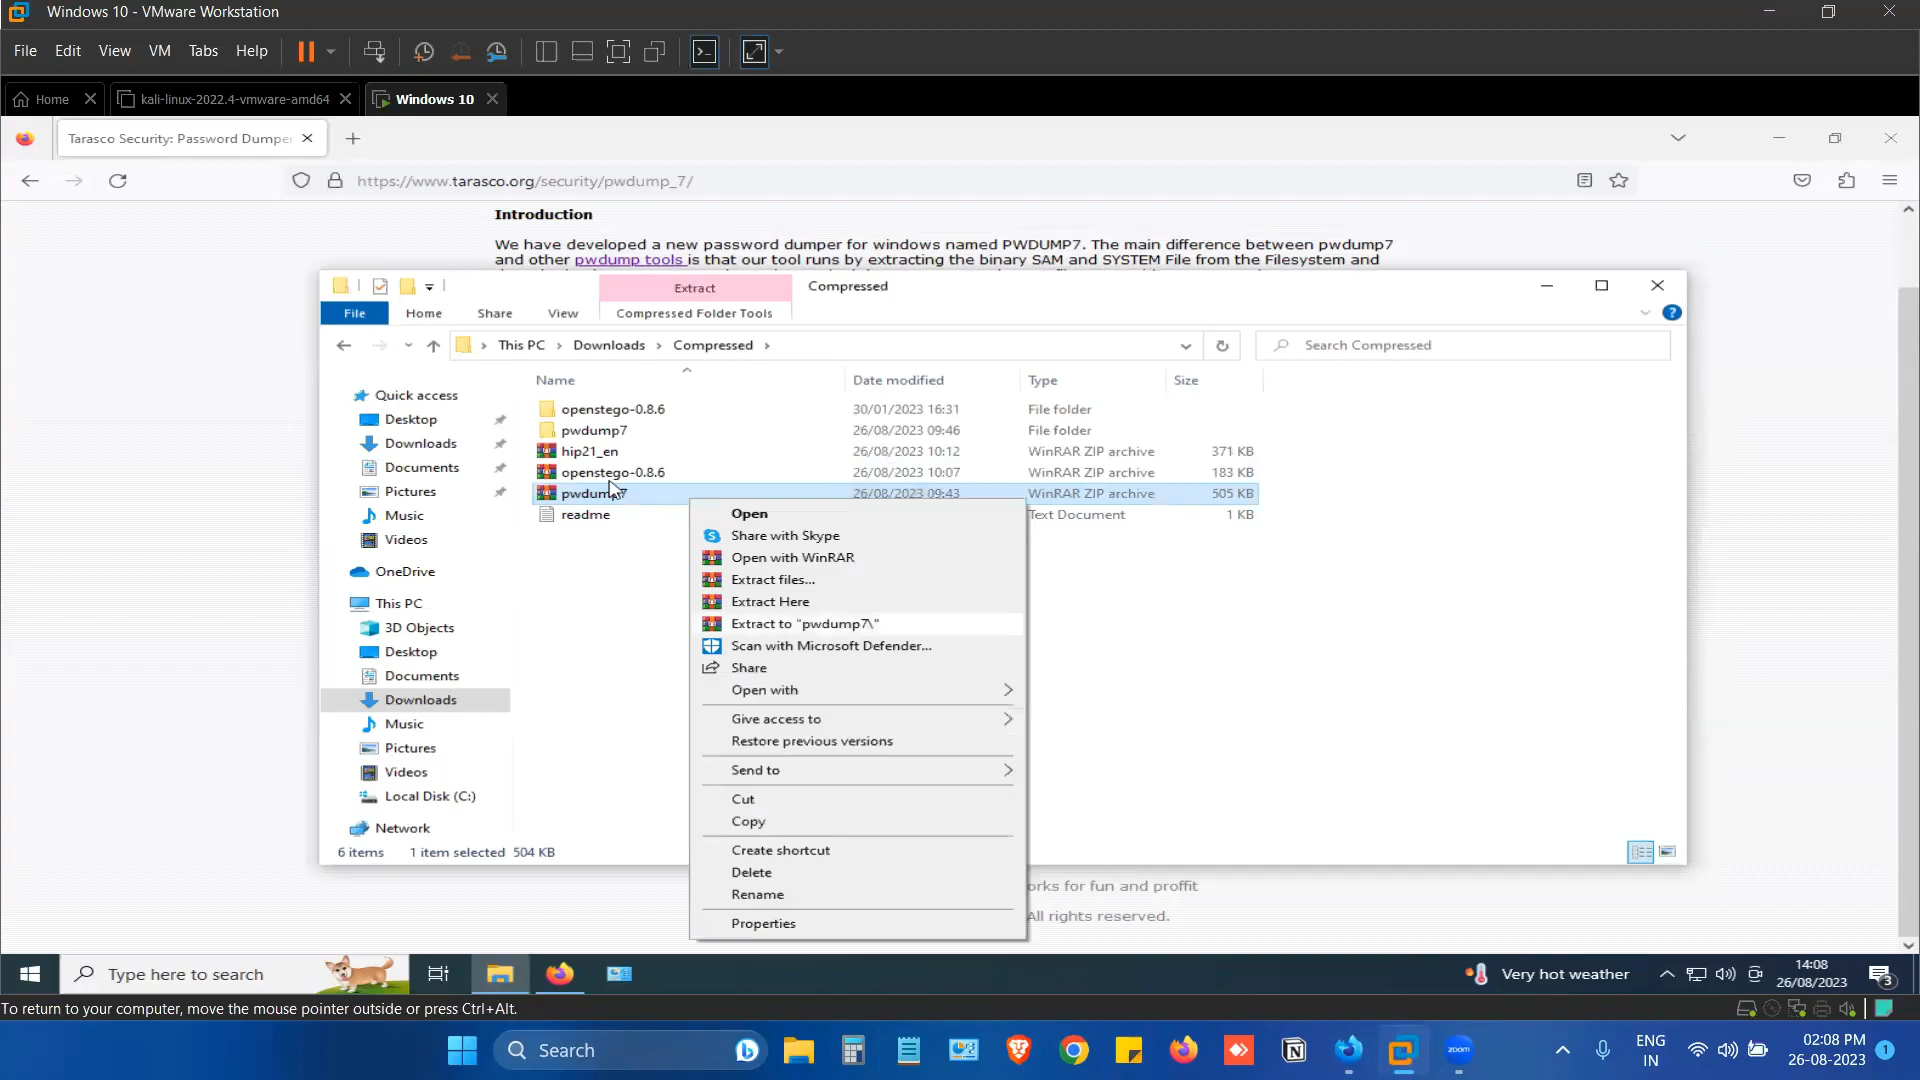 Windows 10 - VMware Workstation
File Edit View VM Tabs Help
Home kali-linux-2022.4-vmware-amd64 Windows 10
Tarasco Security: Password Dumper
https://www.tarasco.org/security/pwdump_7/
Introduction
We have developed a new password dumper for windows named PWDUMP7. The main difference between pwdump7
and other pwdump tools is that our tool runs by extracting the binary SAM and SYSTEM File from the Filesystem and
Extract Compressed
File Home Share View Compressed Folder Tools
This PC > Downloads > Compressed >
Search Compressed
Name Date modified Type Size
openstego-0.8.6 30/01/2023 16:31 File folder
pwdump7 26/08/2023 09:46 File folder
hip21_en 26/08/2023 10:12 WinRAR ZIP archive 371 KB
openstego-0.8.6 26/08/2023 10:07 WinRAR ZIP archive 183 KB
pwdump7 26/08/2023 09:43 WinRAR ZIP archive 505 KB
readme Text Document 1 KB
Quick access
Desktop
Downloads
Documents
Pictures
Music
Videos
OneDrive
This PC
3D Objects
Desktop
Documents
Downloads
Music
Pictures
Videos
Local Disk (C:)
Network
6 items 1 item selected 504 KB
Open
Share with Skype
Open with WinRAR
Extract files...
Extract Here
Extract to "pwdump7\"
Scan with Microsoft Defender...
Share
Open with
Give access to
Restore previous versions
Send to
Cut
Copy
Create shortcut
Delete
Rename
Properties
orks for fun and proffit
All rights reserved.
Type here to search
Very hot weather
14:08
26/08/2023
3
To return to your computer, move the mouse pointer outside or press Ctrl+Alt.
Search
zoom
ENG
IN
02:08 PM
26-08-2023
1